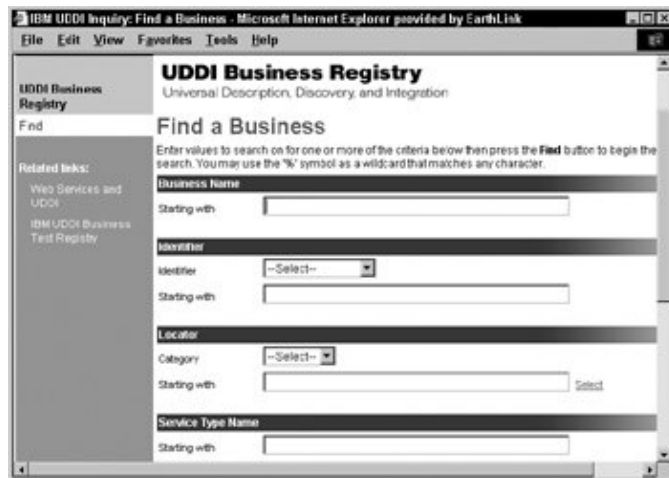 IBM UDDI Inquiry: Find a Business - Microsoft Internet Explorer provided by EarthLink
File Edit View Favorites Tools Help
UDDI Business
Registry
Find
Related links:
Web Services and
UDDI
IBM UDDI Business
Test Registry
UDDI Business Registry
Universal Description, Discovery, and Integration
Find a Business
Enter values to search on for one or more of the criteria below then press the Find button to begin the
search. You may use the '%' symbol as a wildcard that matches any character.
Business Name
Starting with
Identifier
Identifier --Select--
Starting with
Locator
Category --Select--
Starting with Select
Service Type Name
Starting with